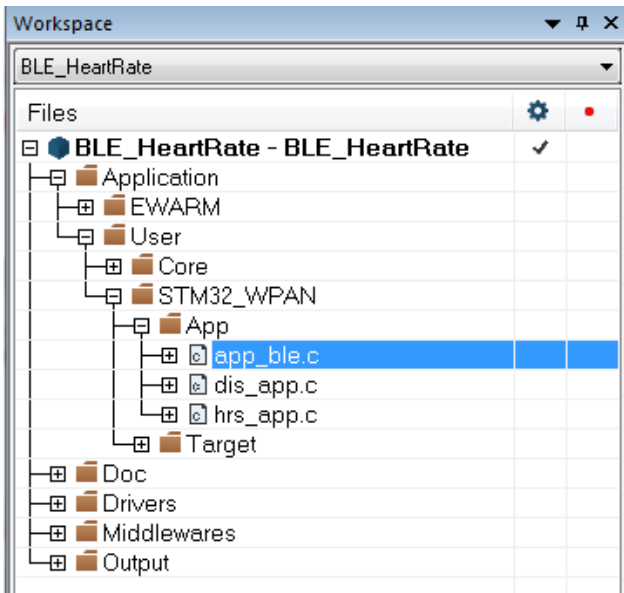 Workspace
BLE_HeartRate
Files
BLE_HeartRate - BLE_HeartRate
Application
EWARM
User
Core
STM32_WPAN
App
app_ble.c
dis_app.c
hrs_app.c
Target
Doc
Drivers
Middlewares
Output